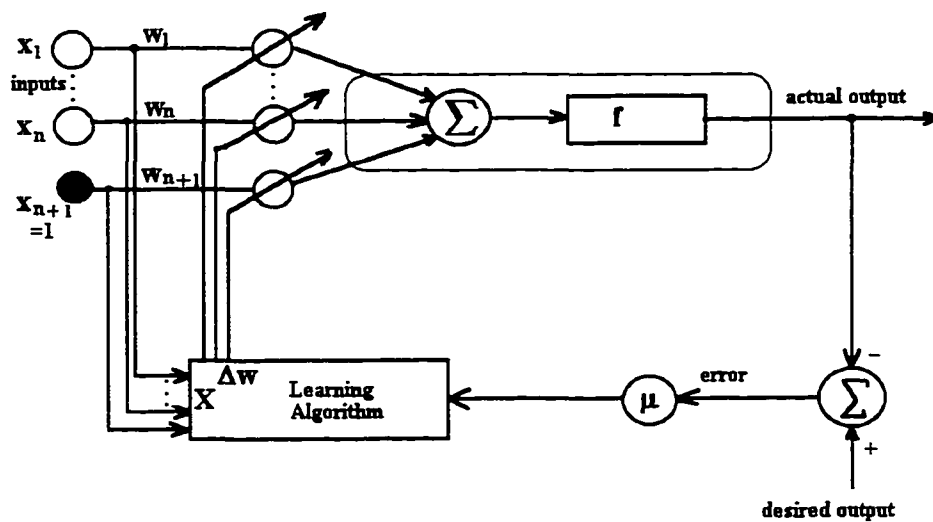 x₁
w₁
inputs
xₙ
wₙ
Σ
f
actual output
xₙ₊₁
=1
wₙ₊₁
Δw
X
Learning
Algorithm
μ
error
−
Σ
+
desired output